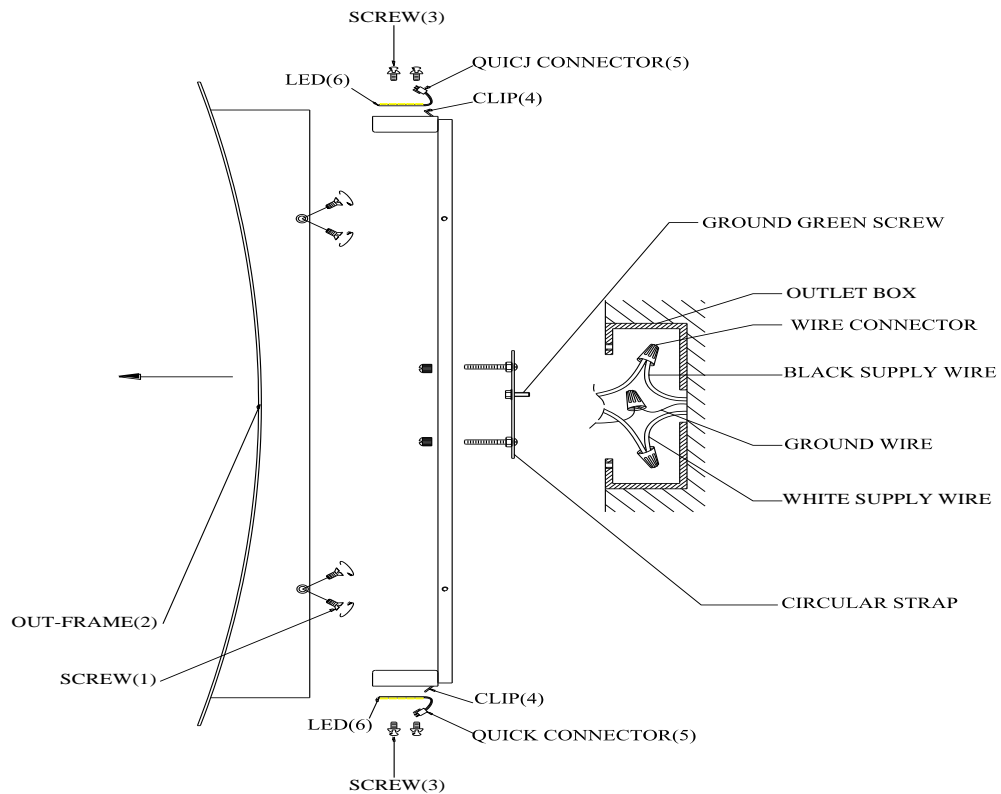 SCREW(3)
QUICJ CONNECTOR(5)
LED(6)
CLIP(4)
GROUND GREEN SCREW
OUTLET BOX
WIRE CONNECTOR
BLACK SUPPLY WIRE
GROUND WIRE
WHITE SUPPLY WIRE
CIRCULAR STRAP
OUT-FRAME(2)
SCREW(1)
CLIP(4)
LED(6)
QUICK CONNECTOR(5)
SCREW(3)